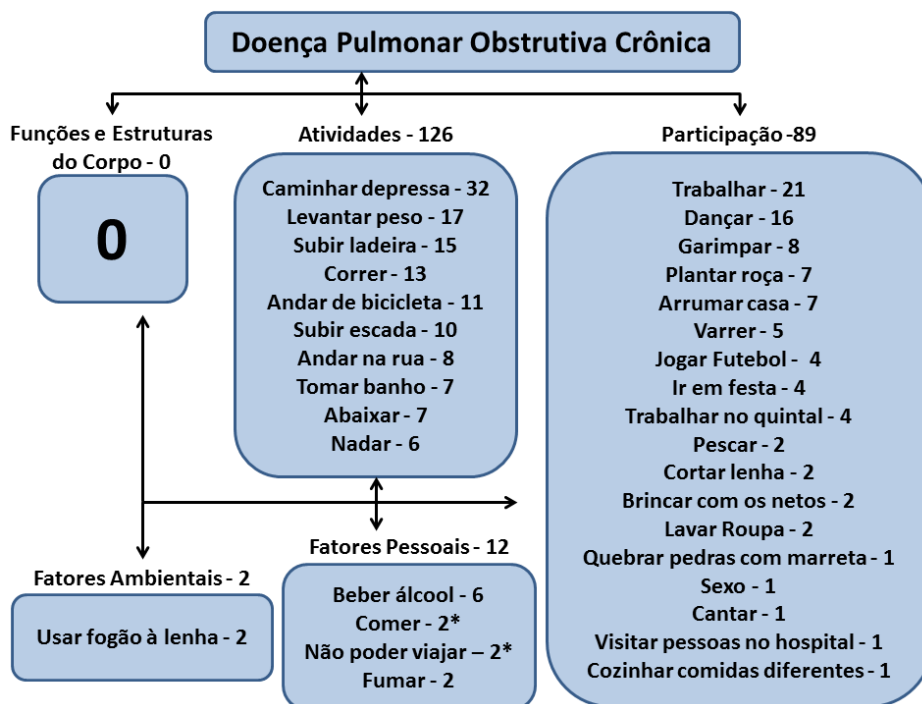 Doença Pulmonar Obstrutiva Crônica
Funções e Estruturas
do Corpo - 0
0
Atividades - 126
Caminhar depressa - 32
Levantar peso - 17
Subir ladeira - 15
Correr - 13
Andar de bicicleta - 11
Subir escada - 10
Andar na rua - 8
Tomar banho - 7
Abaixar - 7
Nadar - 6
Participação -89
Trabalhar - 21
Dançar - 16
Garimpar - 8
Plantar roça - 7
Arrumar casa - 7
Varrer - 5
Jogar Futebol - 4
Ir em festa - 4
Trabalhar no quintal - 4
Pescar - 2
Cortar lenha - 2
Brincar com os netos - 2
Lavar Roupa - 2
Quebrar pedras com marreta - 1
Sexo - 1
Cantar - 1
Visitar pessoas no hospital - 1
Cozinhar comidas diferentes - 1
Fatores Ambientais - 2
Usar fogão à lenha - 2
Fatores Pessoais - 12
Beber álcool - 6
Comer - 2*
Não poder viajar – 2*
Fumar - 2